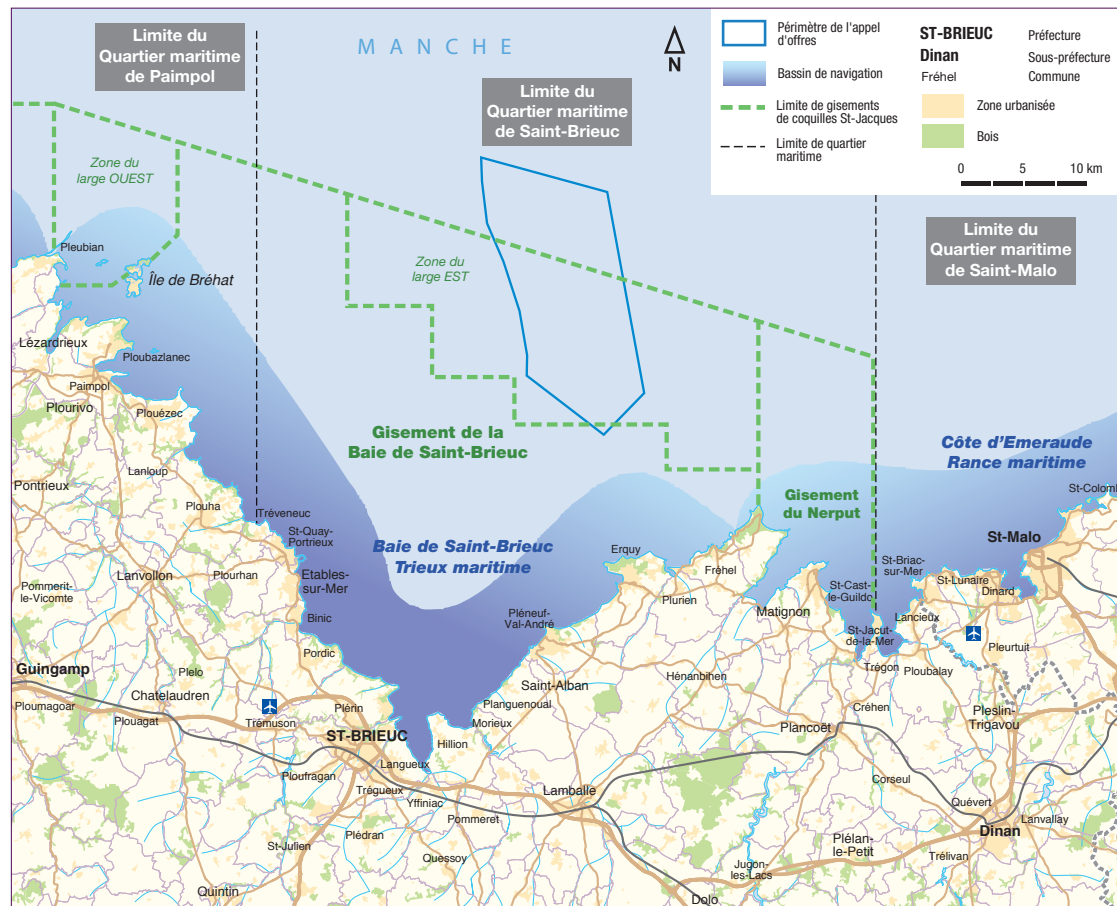 Limite du
Quartier maritime
de Paimpol
MANCHE
N
Limite du
Quartier maritime
de Saint-Brieuc
Périmètre de l'appel
d'offres
Bassin de navigation
Limite de gisements
de coquilles St-Jacques
Limite de quartier
maritime
ST-BRIEUC
Préfecture
Dinan
Sous-préfecture
Fréhel
Commune
Zone urbanisée
Bois
0 5 10 km
Limite du
Quartier maritime
de Saint-Malo
Zone du
large OUEST
Zone du
large EST
Pleubian
Île de Bréhat
Lèzardrieux
Ploubazlanec
Paimpol
Plourivo
Plouézec
Gisement de la
Baie de Saint-Brieuc
Côte d'Emeraude
Rance maritime
Lanloup
Pontrieux
Plouha
Tréveneuc
St-Quay-
Portrieux
Gisement
du Nerput
St-Colomb
St-Malo
Baie de Saint-Brieuc
Trieux maritime
Erquy
Fréhel
Plurien
St-Briac-
sur-Mer
St-Lunaire
Dinard
St-Cast-
le-Guildo
Matignon
Lancieux
Pommerit-
le-Vicomte
Lanvollon
Plourhan
Etables-
sur-Mer
Binic
Pléneuf-
Val-André
St-Jacut-
de-la-Mer
Pleurtuit
Trégon
Ploubalay
Pordic
Guingamp
Plelo
Ploumagoar
Chatelaudren
Plouagat
Trémuson
Plérin
ST-BRIEUC
Saint-Alban
Hénanbihen
Planguenoual
Morieux
Hillion
Créhen
Plancoët
Pleslin-
Trigavou
Langueux
Ploufragan
Trégueux
Yffiniac
Lamballe
Corseul
Quévert
Pommeret
Lanvallay
Dinan
St-Julien
Plédran
Quessoy
Plélan-
le-Petit
Trélivan
Jugon-
les-Lacs
Quintin
Dolo